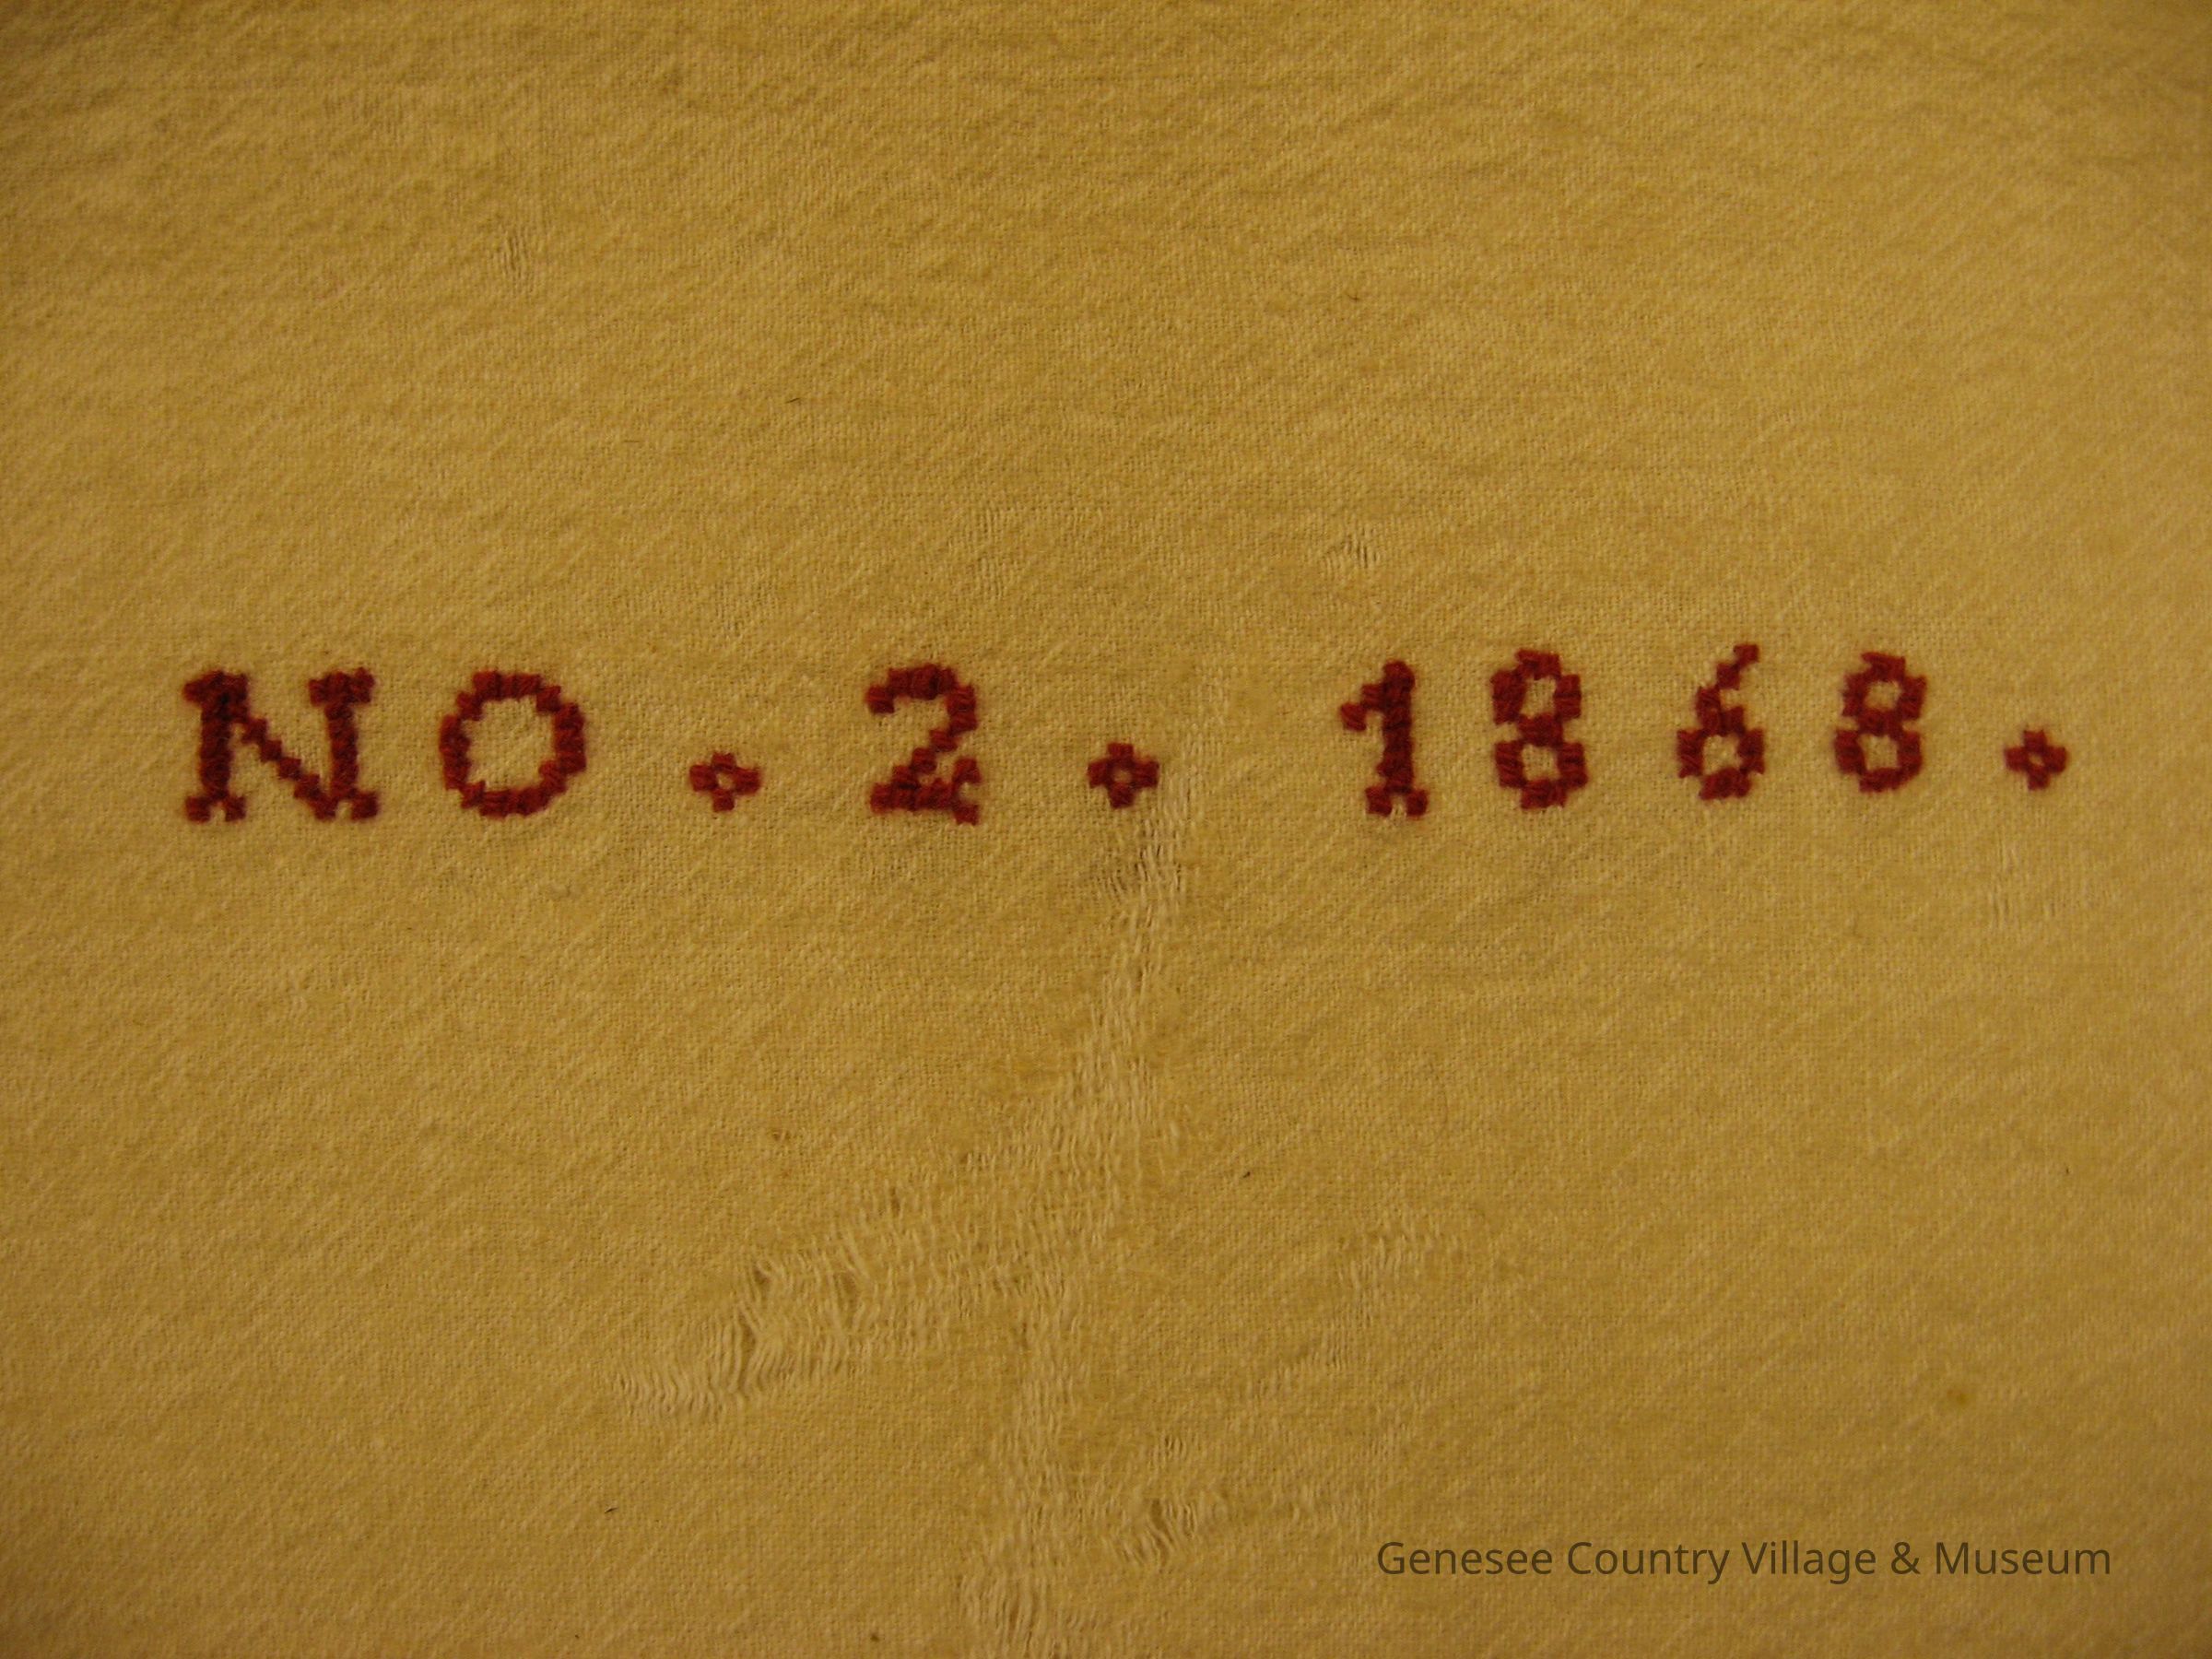 NO. 2. 1868.
Genesee Country Village & Museum